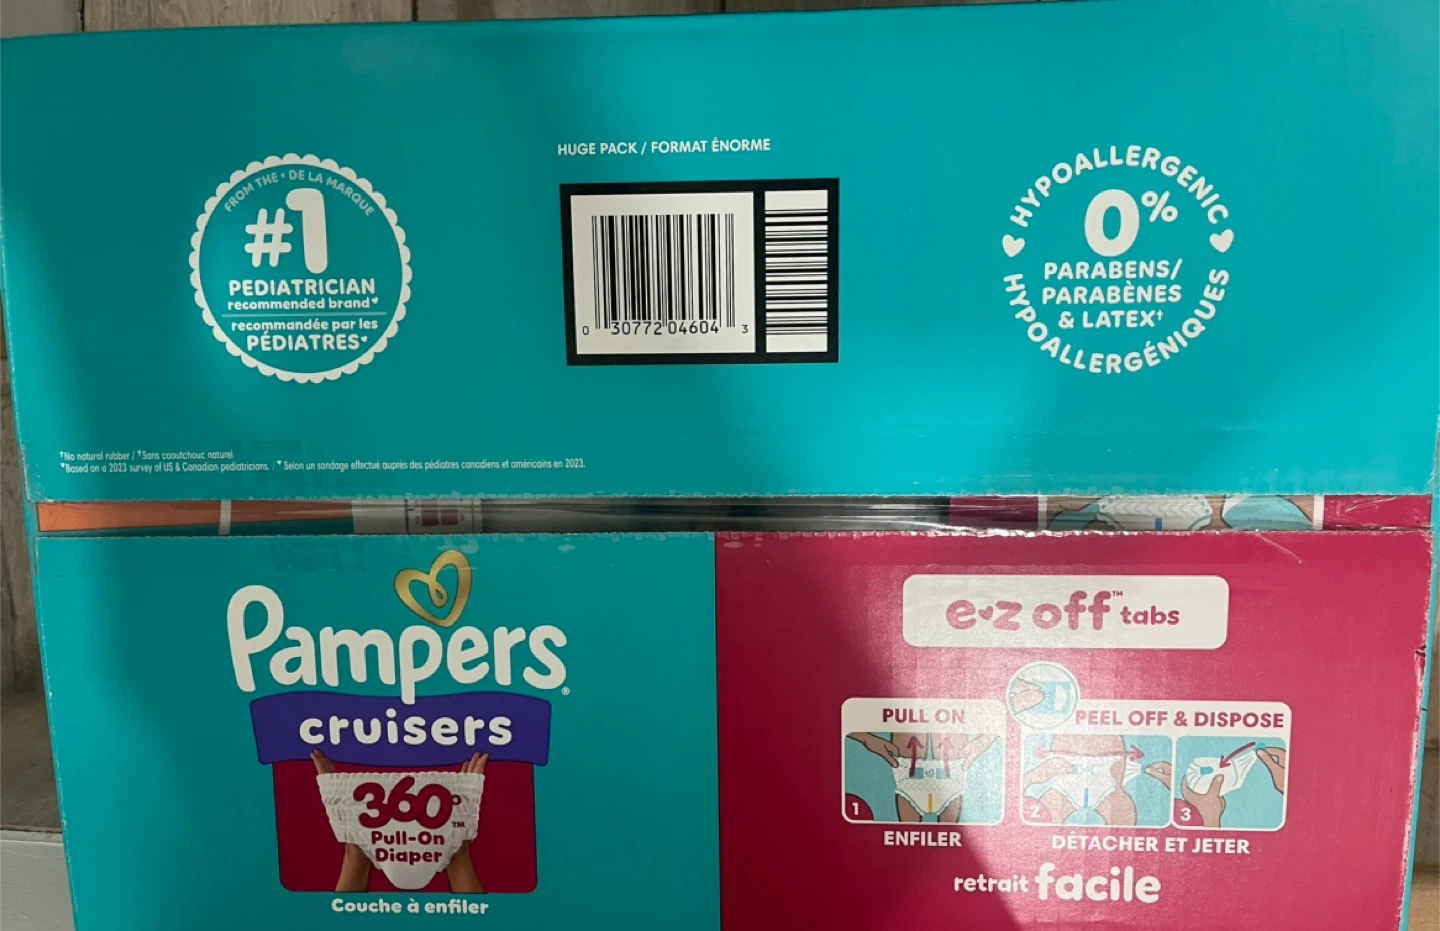 HUGE PACK / FORMAT ÉNORME
FROM THE • DE LA MARQUE
#1
PEDIATRICIAN
recommended brand♥
recommandée par les
PÉDIATRES♥
0 30772 04604 3
HYPOALLERGENIC
0%
PARABENS/
PARABÈNES
& LATEX†
HYPOALLERGÉNIQUES
†No natural rubber / †Sans caoutchouc naturel
♥Based on a 2023 survey of US & Canadian pediatricians. / ♥ Selon un sondage effectué auprès des pédiatres canadiens et américains en 2023.
Pampers®
cruisers
360°™
Pull-On
Diaper
Couche à enfiler
e♥z off™ tabs
PULL ON
PEEL OFF & DISPOSE
1
2
3
ENFILER
DÉTACHER ET JETER
retrait facile